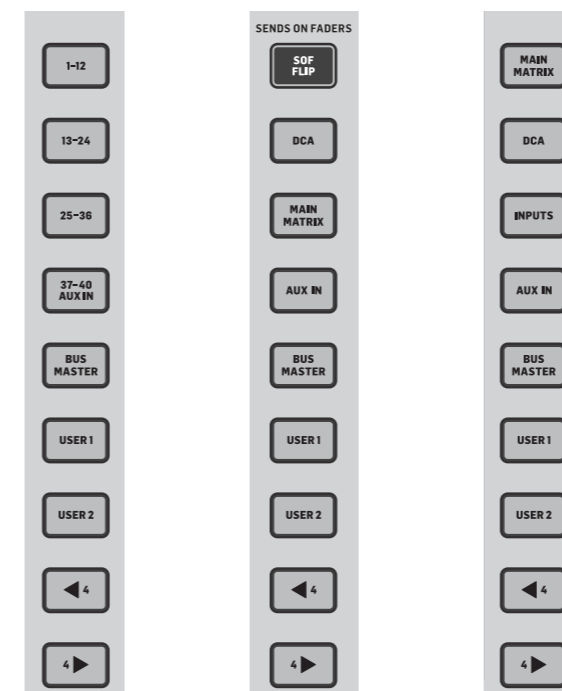 1-12
13-24
25-36
37-40
AUX IN
BUS
MASTER
USER 1
USER 2
◀ 4
4 ▶
SENDS ON FADERS
SOF
FLIP
DCA
MAIN
MATRIX
AUX IN
BUS
MASTER
USER 1
USER 2
◀ 4
4 ▶
MAIN
MATRIX
DCA
INPUTS
AUX IN
BUS
MASTER
USER 1
USER 2
◀ 4
4 ▶